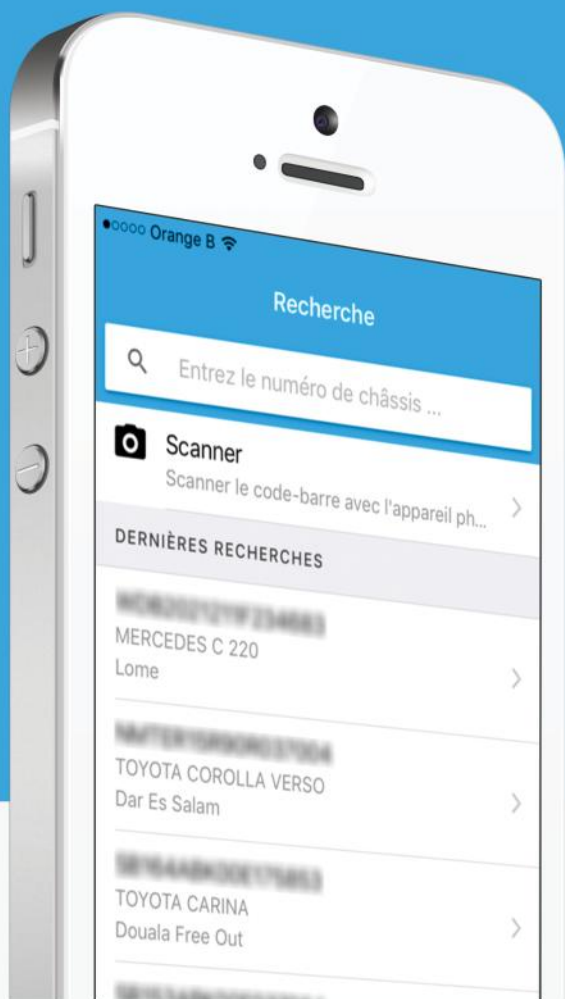 Orange B
Recherche
Entrez le numéro de châssis ...
Scanner
Scanner le code-barre avec l'appareil ph...
DERNIÈRES RECHERCHES
MERCEDES C 220
Lome
TOYOTA COROLLA VERSO
Dar Es Salam
TOYOTA CARINA
Douala Free Out